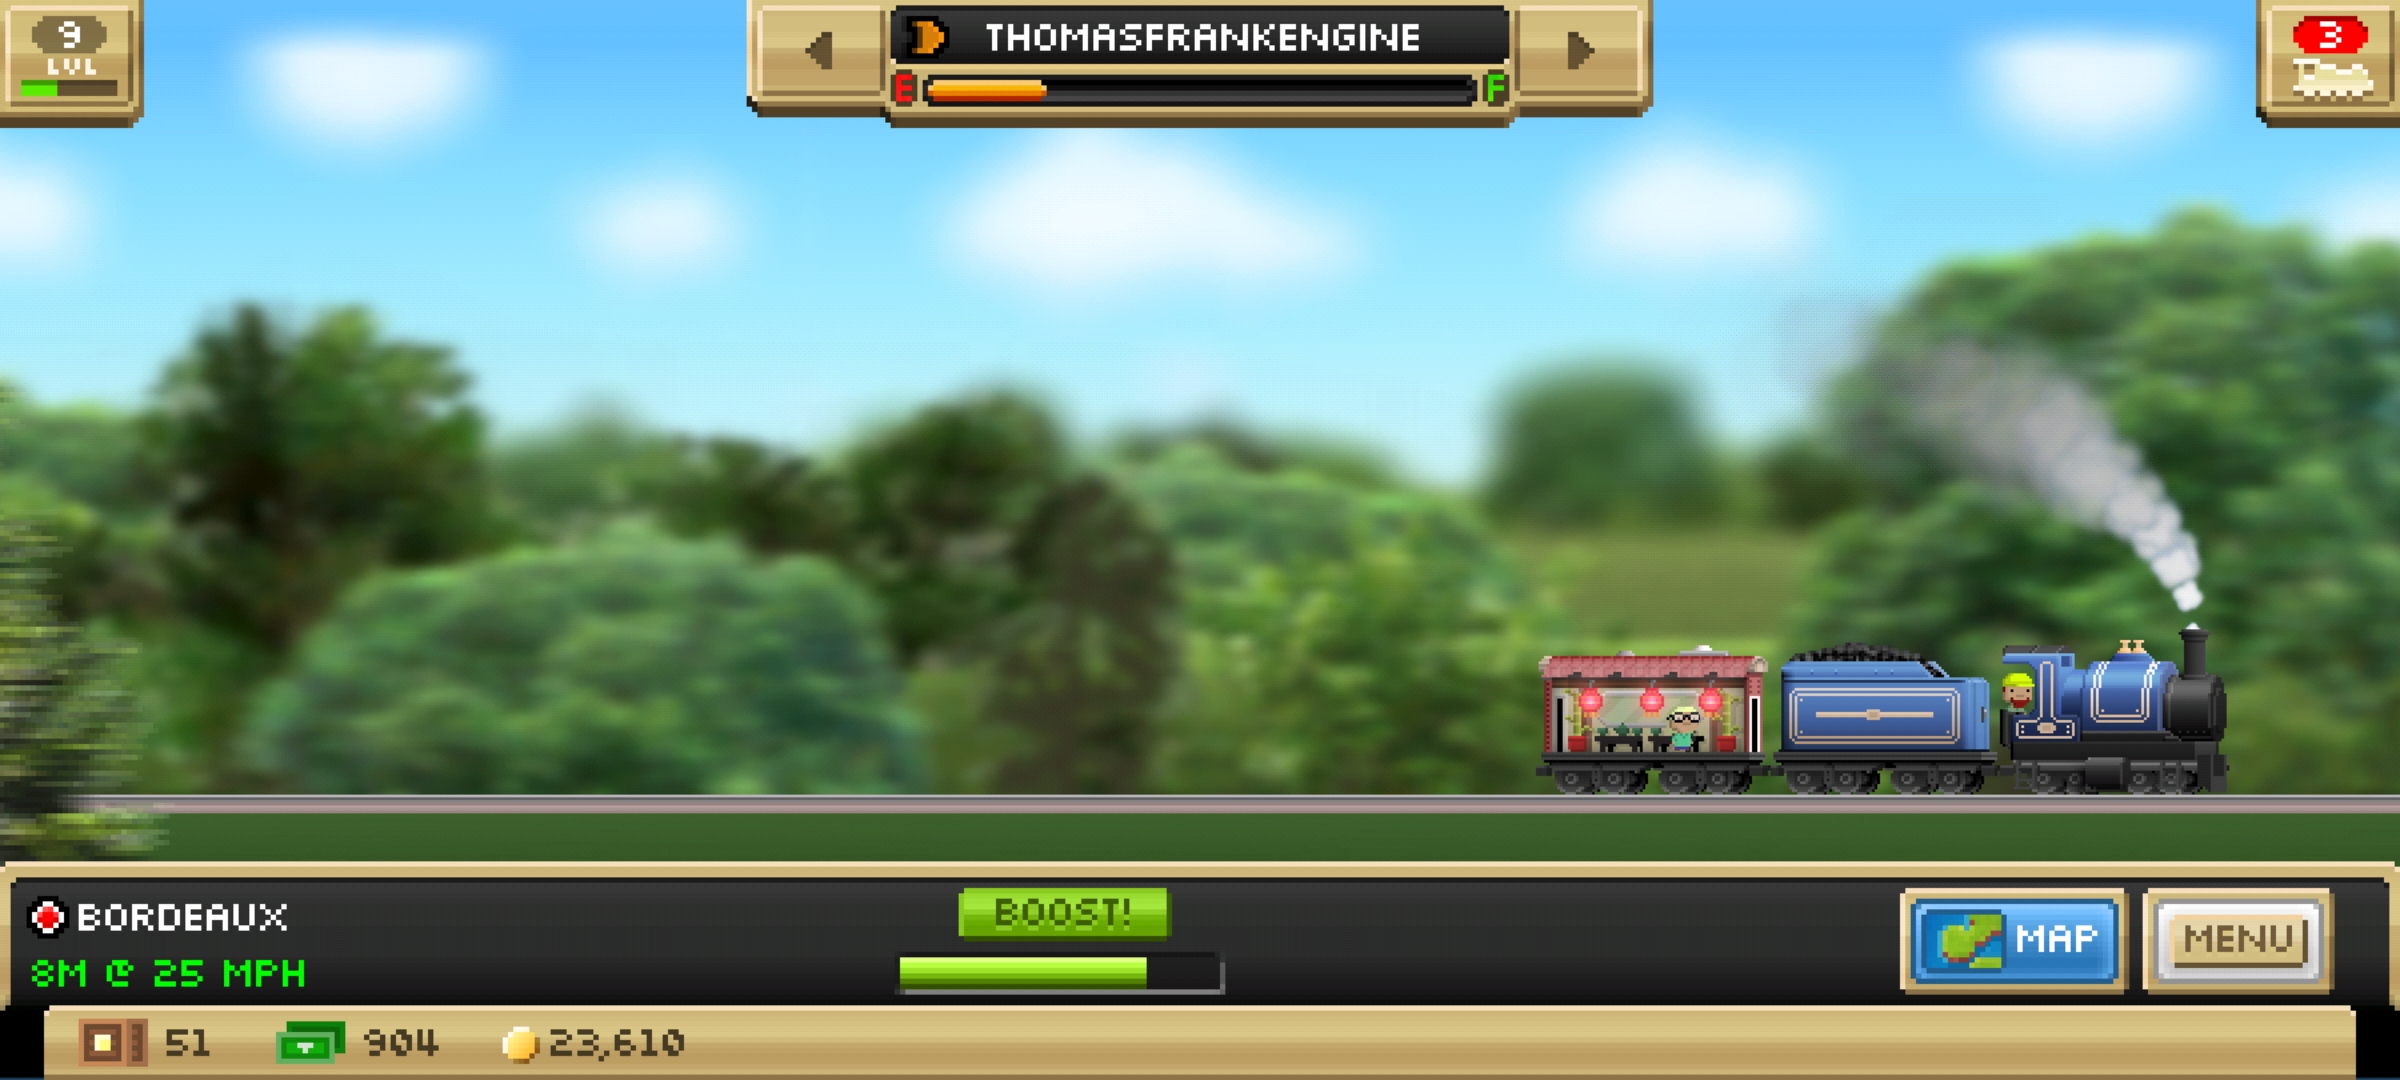 9
LVL
THOMASFRANKENGINE
E F
3
BORDEAUX
8M @ 25 MPH
BOOST!
MAP
MENU
51 904 23,610